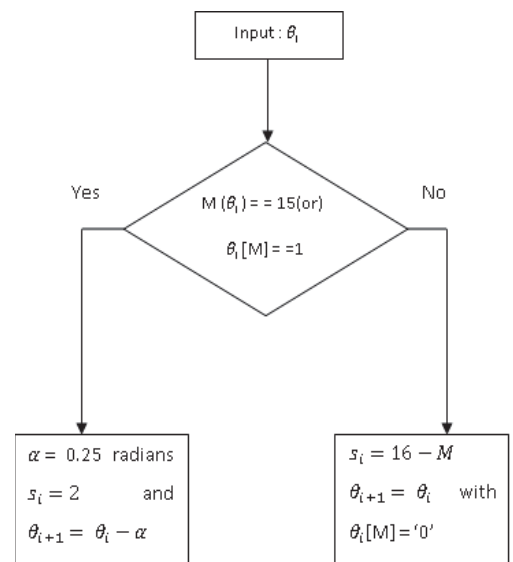 Input : θᵢ
Yes
No
M (θᵢ) = = 15(or)
θᵢ [M] = =1
α = 0.25 radians
sᵢ = 2 and
θᵢ₊₁ = θᵢ − α
sᵢ = 16 − M
θᵢ₊₁ = θᵢ with
θᵢ[M] = ‘0’